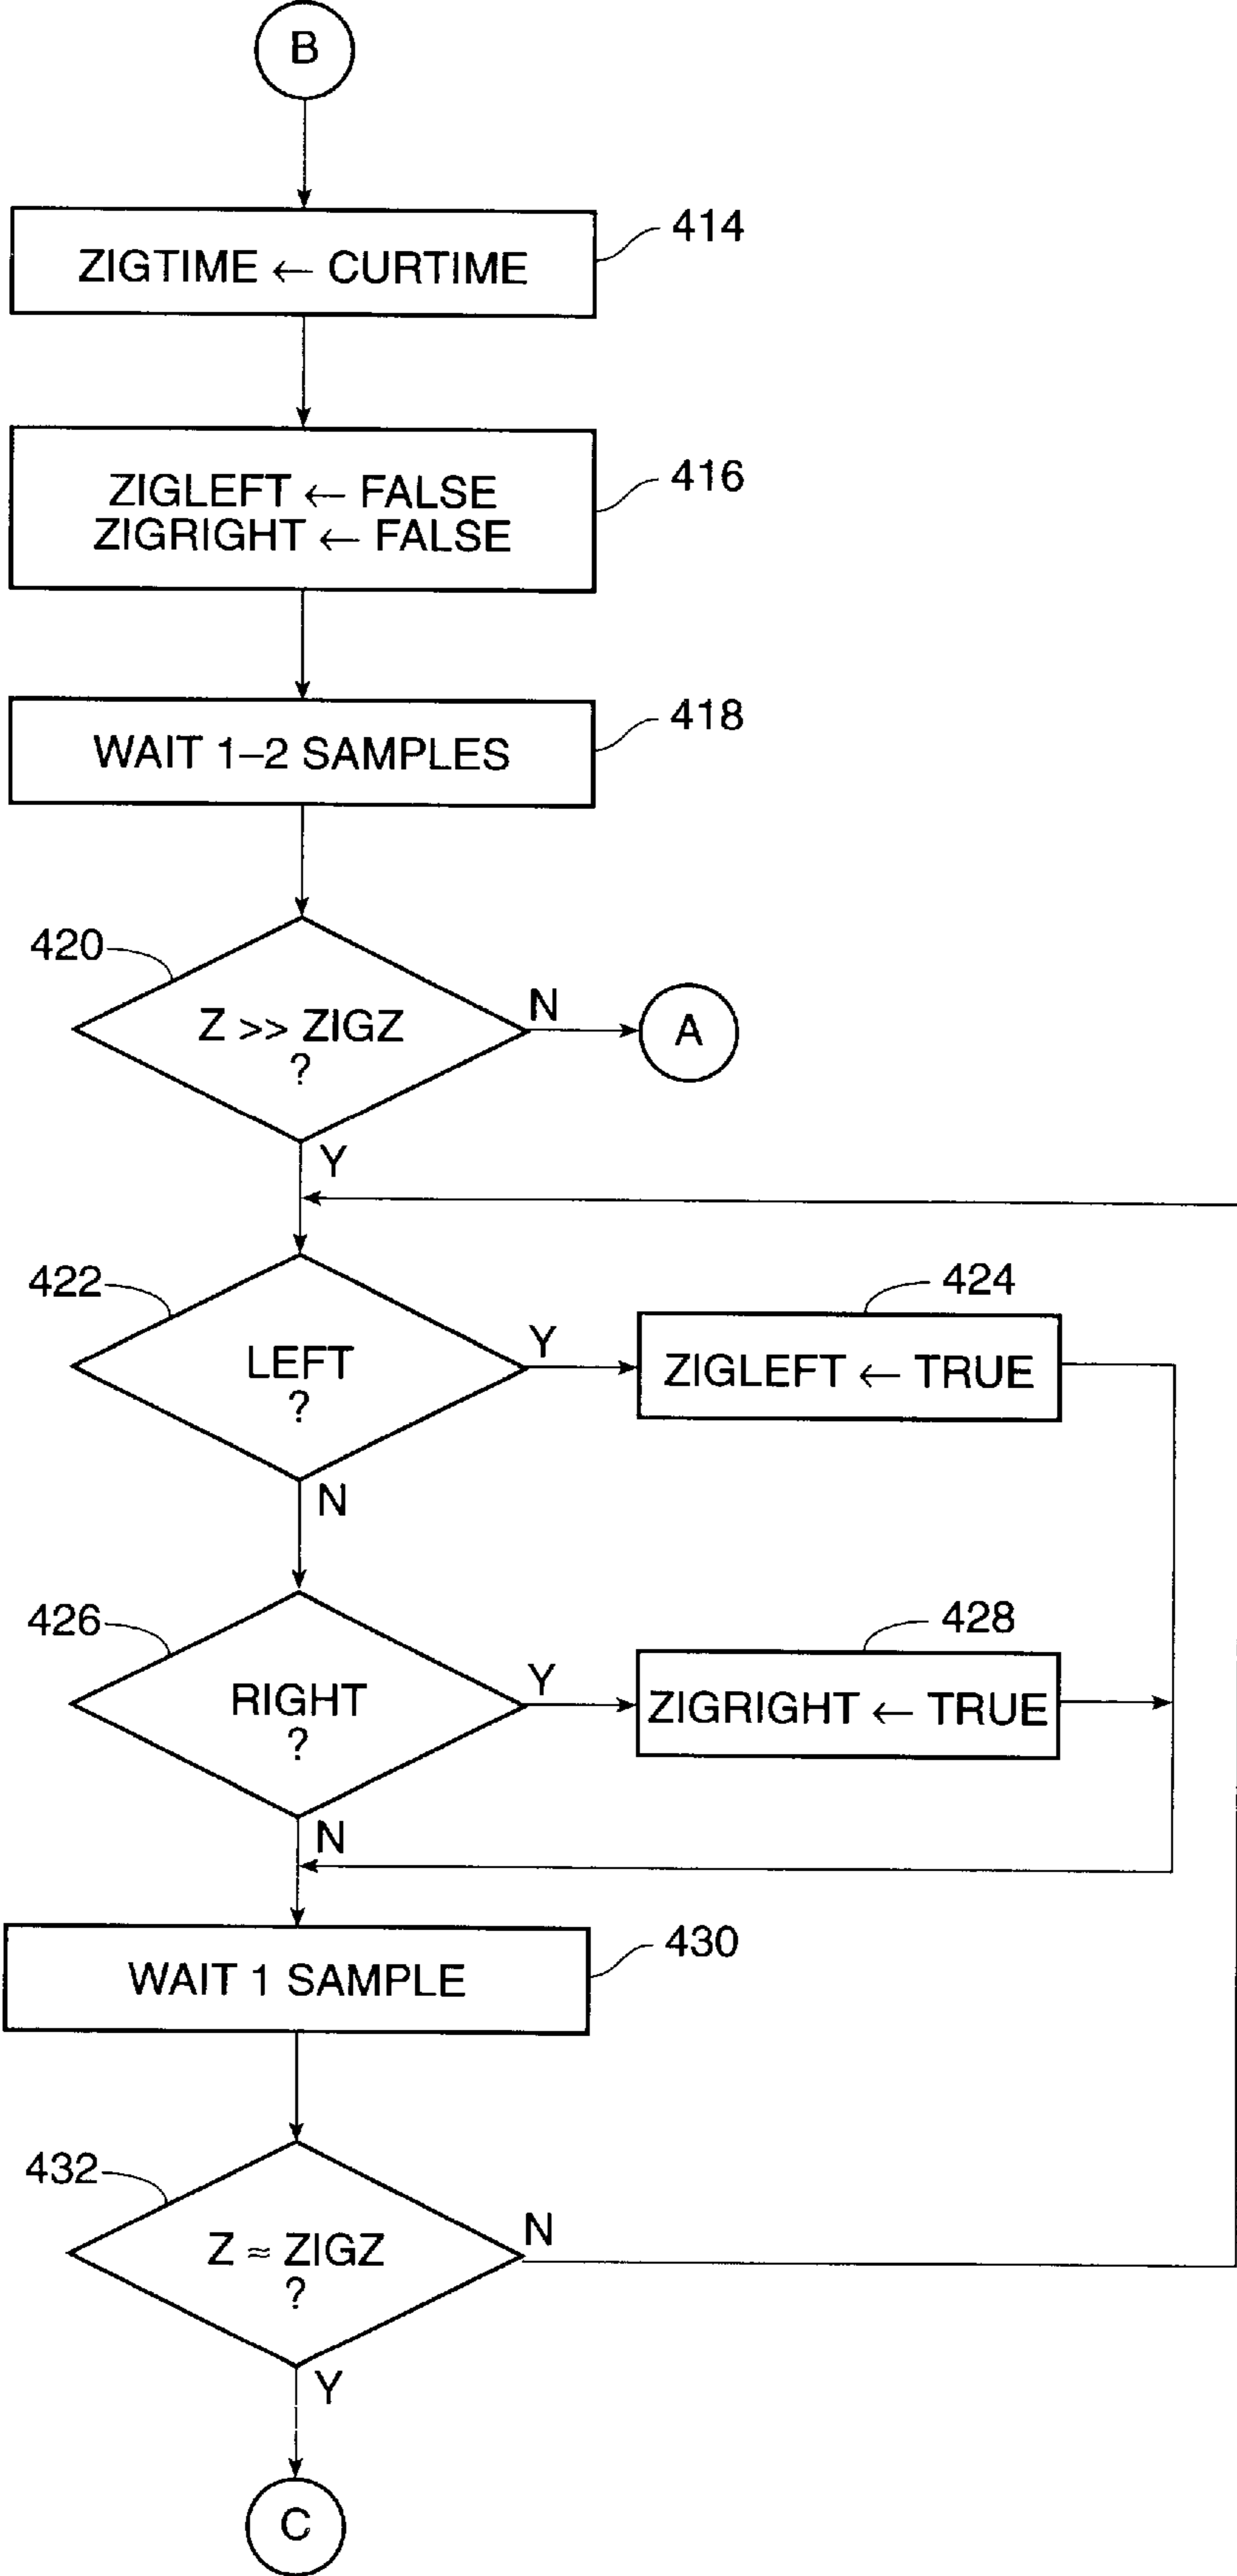 B
ZIGTIME ← CURTIME
414
ZIGLEFT ← FALSE
ZIGRIGHT ← FALSE
416
WAIT 1–2 SAMPLES
418
420
Z >> ZIGZ
?
N
A
Y
422
LEFT
?
Y
424
ZIGLEFT ← TRUE
N
426
RIGHT
?
Y
428
ZIGRIGHT ← TRUE
N
WAIT 1 SAMPLE
430
432
Z ≈ ZIGZ
?
N
Y
C